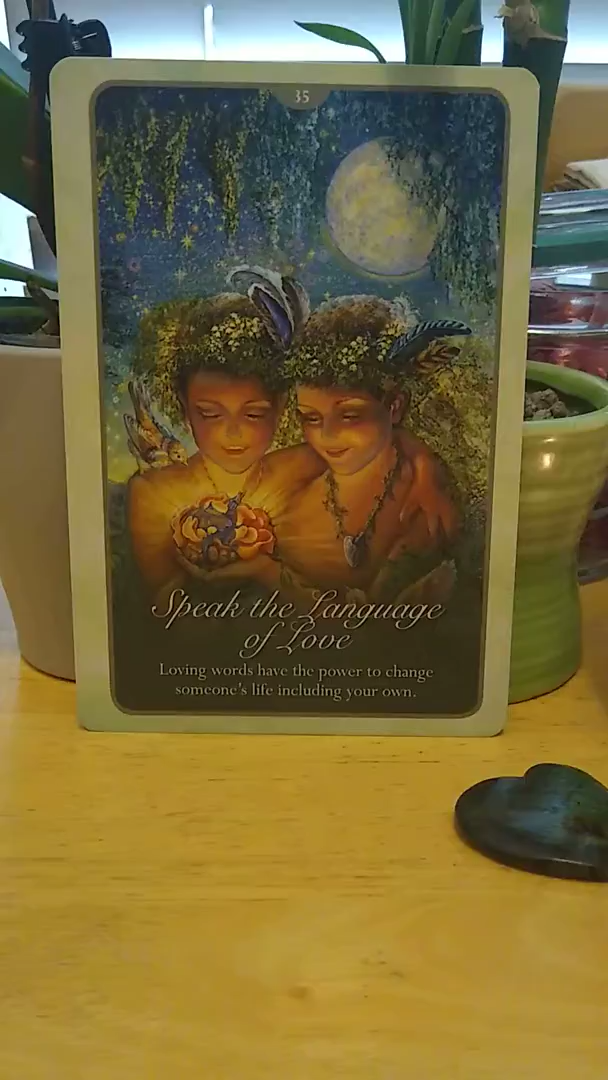 35
Speak the Language
of Love
Loving words have the power to change
someone's life including your own.